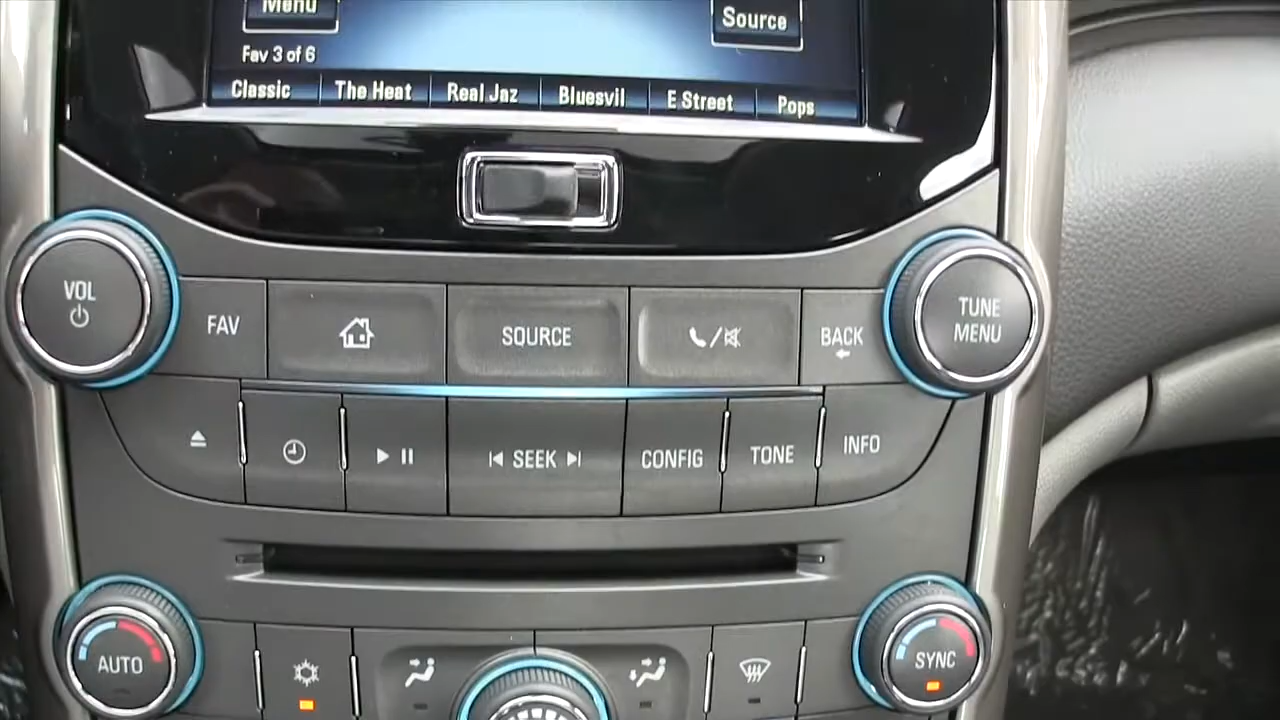 Menu
Source
Fav 3 of 6
Classic The Heat Real Jaz Bluesvil E Street Pops
VOL
FAV
SOURCE
BACK
TUNE
MENU
SEEK
CONFIG
TONE
INFO
AUTO
SYNC